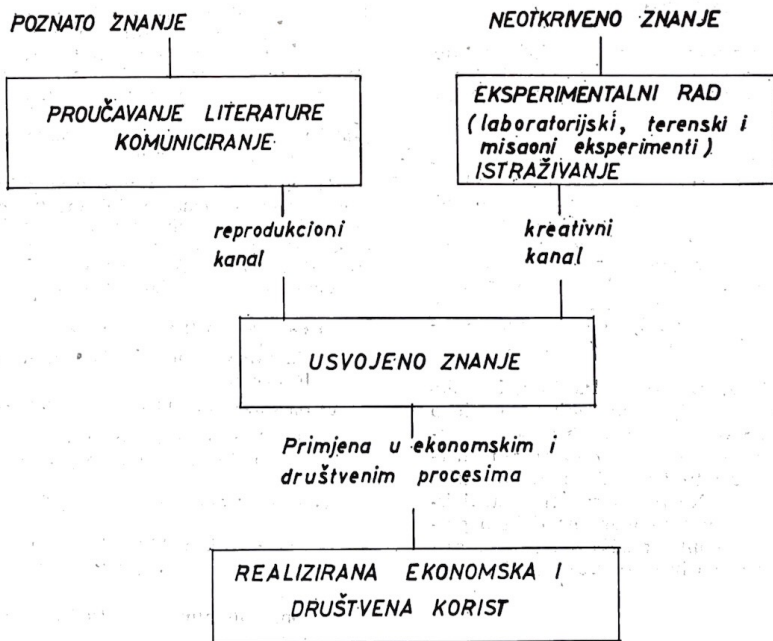 POZNATO ZNANJE
NEOTKRIVENO ZNANJE
PROUČAVANJE LITERATURE
KOMUNICIRANJE
EKSPERIMENTALNI RAD
(laboratorijski, terenski i
misaoni eksperimenti)
ISTRAŽIVANJE
reprodukcioni
kanal
kreativni
kanal
USVOJENO ZNANJE
Primjena u ekonomskim i
društvenim procesima
REALIZIRANA EKONOMSKA I
DRUŠTVENA KORIST